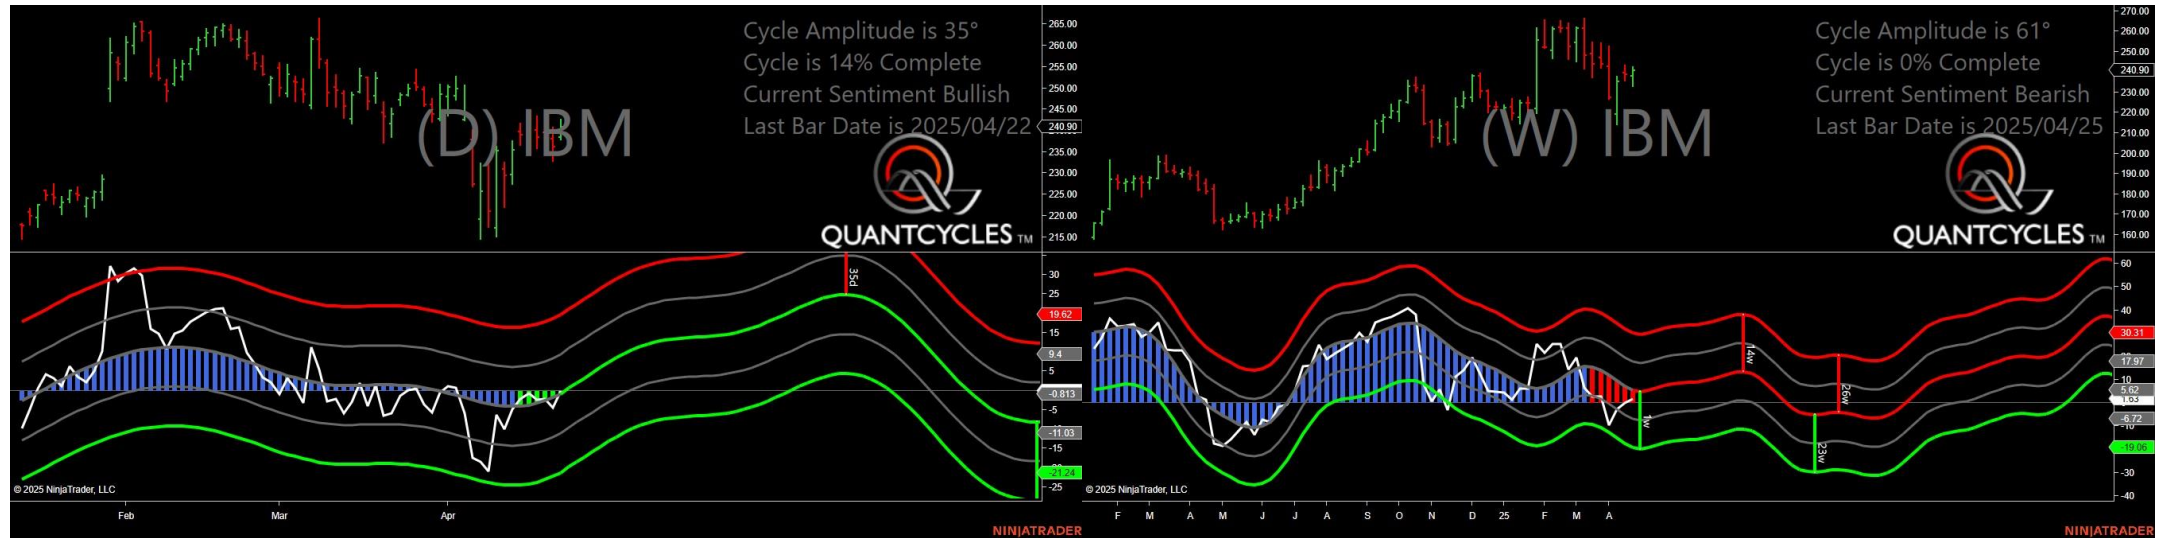 Cycle Amplitude is 35°
Cycle is 14% Complete
Current Sentiment Bullish
Last Bar Date is 2025/04/22
(D) IBM
QUANTCYCLES TM
265.00
260.00
255.00
250.00
245.00
240.90
235.00
230.00
225.00
220.00
215.00
35d
30
25
19.62
15
9.4
5
-0.813
-5
-11.03
-15
-21.24
-25
© 2025 NinjaTrader, LLC
Feb Mar Apr
NINJATRADER
Cycle Amplitude is 61°
Cycle is 0% Complete
Current Sentiment Bearish
Last Bar Date is 2025/04/25
(W) IBM
QUANTCYCLES TM
270.00
260.00
250.00
240.90
230.00
220.00
210.00
200.00
190.00
180.00
170.00
160.00
14w
26w
1w
23w
60
50
40
30.31
17.97
10
5.62
1.63
-6.72
-19.06
-30
-40
© 2025 NinjaTrader, LLC
F M A M J J A S O N D 25 F M A
NINJATRADER